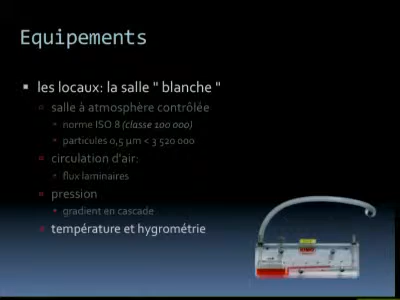 Equipements
les locaux: la salle " blanche "
salle à atmosphère contrôlée
norme ISO 8 (classe 100 000)
particules 0,5 µm < 3 520 000
circulation d'air:
flux laminaires
pression
gradient en cascade
température et hygrométrie